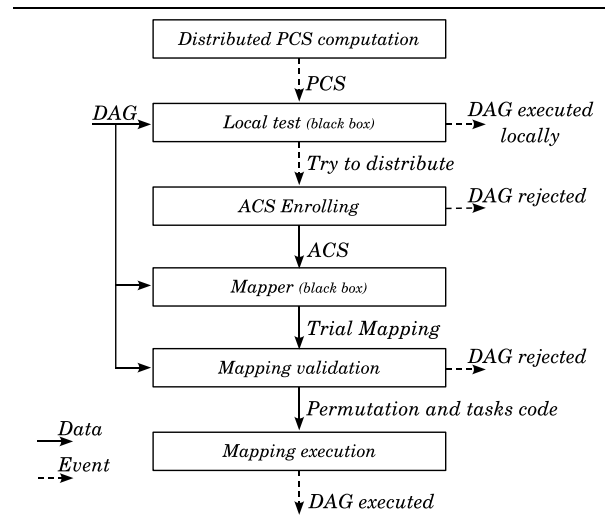 Distributed PCS computation
PCS
DAG
Local test (black box)
DAG executed
locally
Try to distribute
ACS Enrolling
DAG rejected
ACS
Mapper (black box)
Trial Mapping
Mapping validation
DAG rejected
Permutation and tasks code
Data
Mapping execution
Event
DAG executed